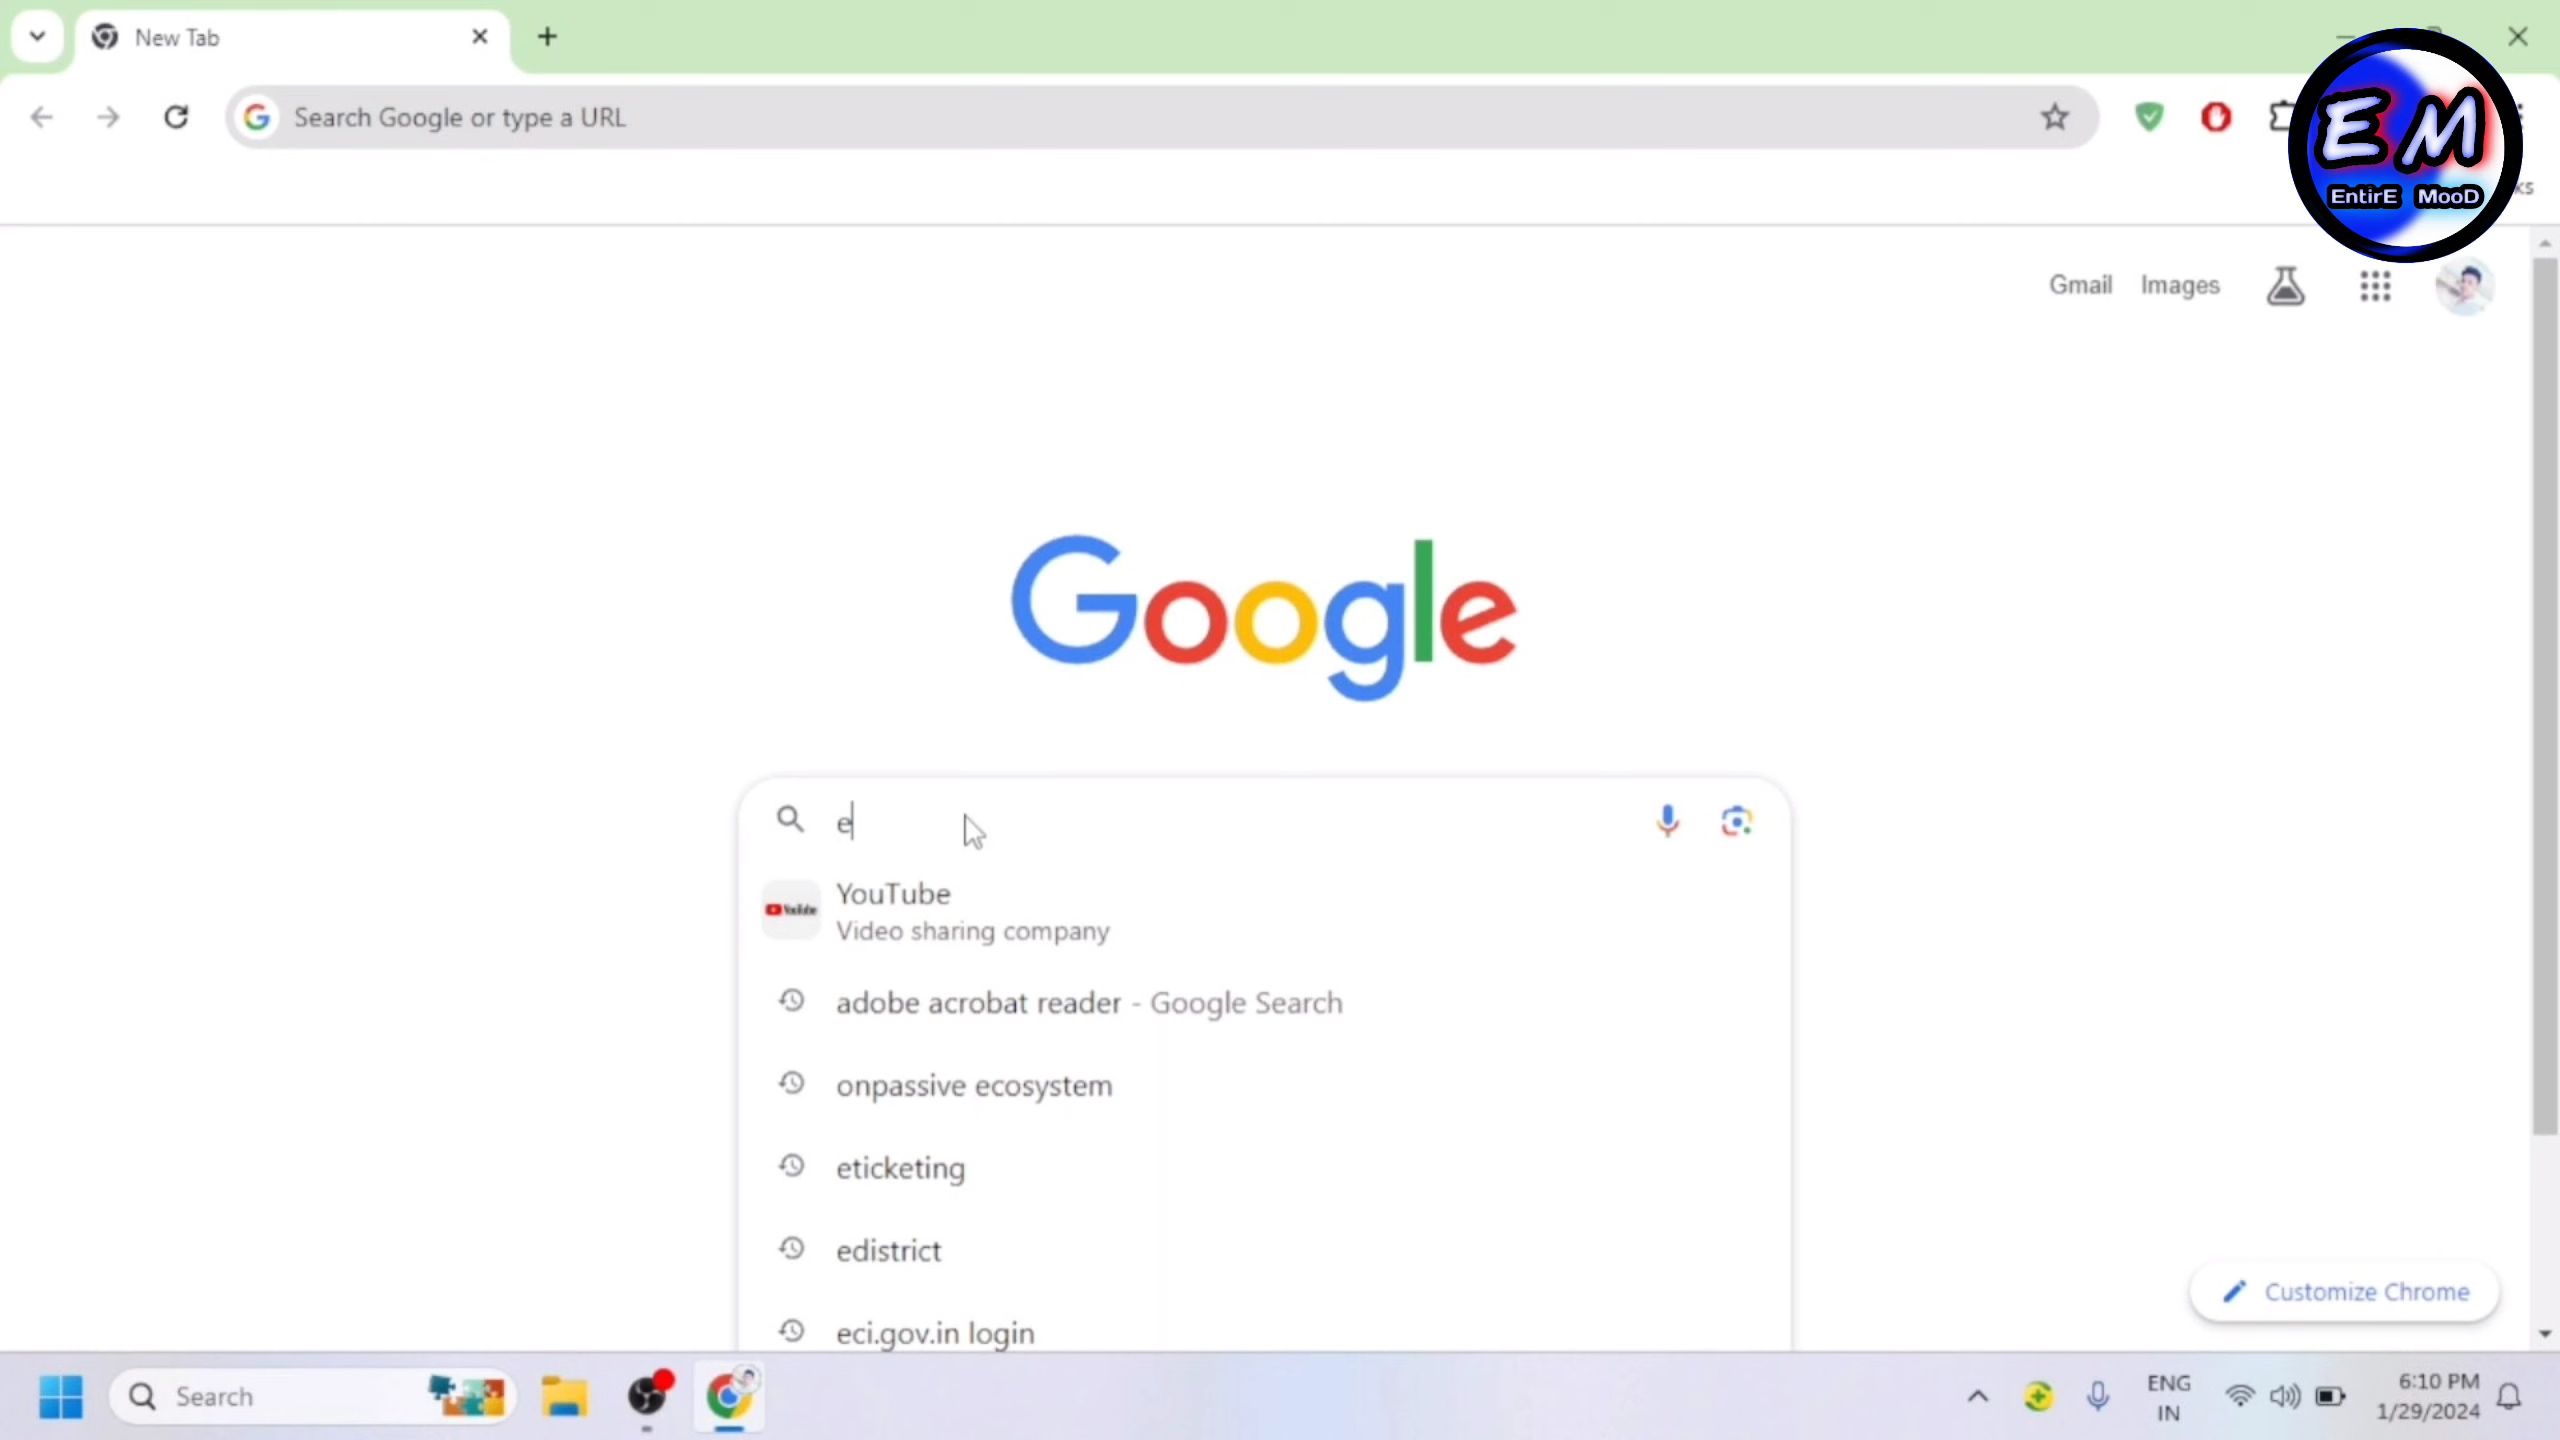 New Tab
Search Google or type a URL
EM
EntirE MooD
Gmail Images
Google
e
YouTube
YouTube
Video sharing company
adobe acrobat reader - Google Search
onpassive ecosystem
eticketing
edistrict
eci.gov.in login
Customize Chrome
Search
ENG
IN
6:10 PM
1/29/2024